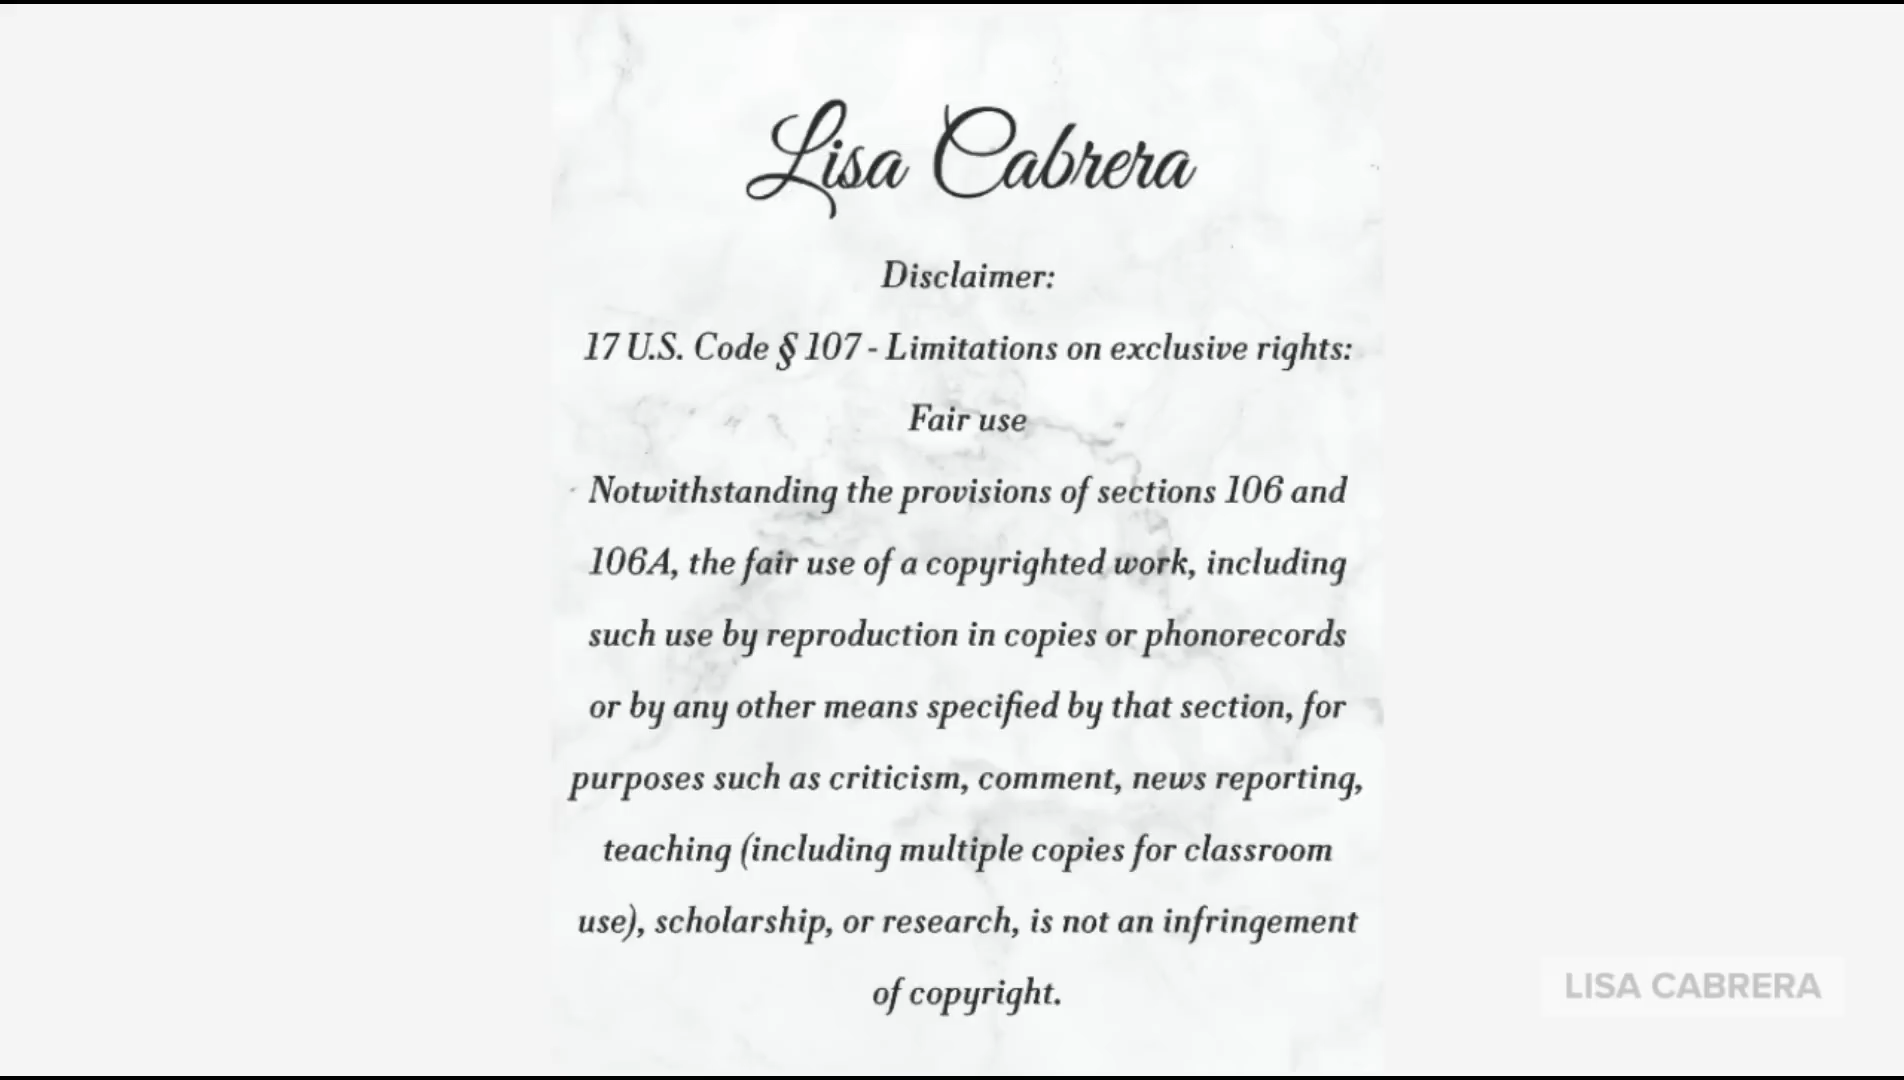 Lisa Cabrera
Disclaimer:
17 U.S. Code § 107 - Limitations on exclusive rights:
Fair use
Notwithstanding the provisions of sections 106 and
106A, the fair use of a copyrighted work, including
such use by reproduction in copies or phonorecords
or by any other means specified by that section, for
purposes such as criticism, comment, news reporting,
teaching (including multiple copies for classroom
use), scholarship, or research, is not an infringement
of copyright.
LISA CABRERA